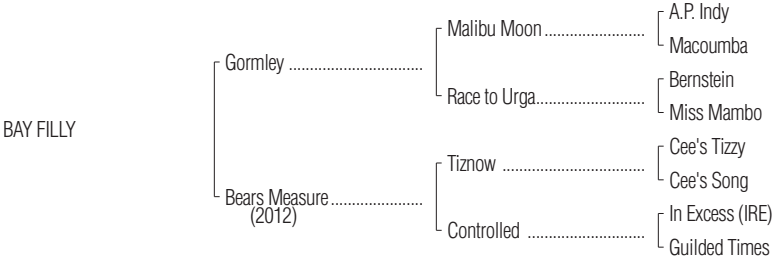 A.P. Indy
Malibu Moon ........................
Macoumba
Gormley ................................
Bernstein
Race to Urga..........................
Miss Mambo
BAY FILLY
Cee's Tizzy
Tiznow ..................................
Cee's Song
Bears Measure......................
(2012)
In Excess (IRE)
Controlled ............................
Guilded Times